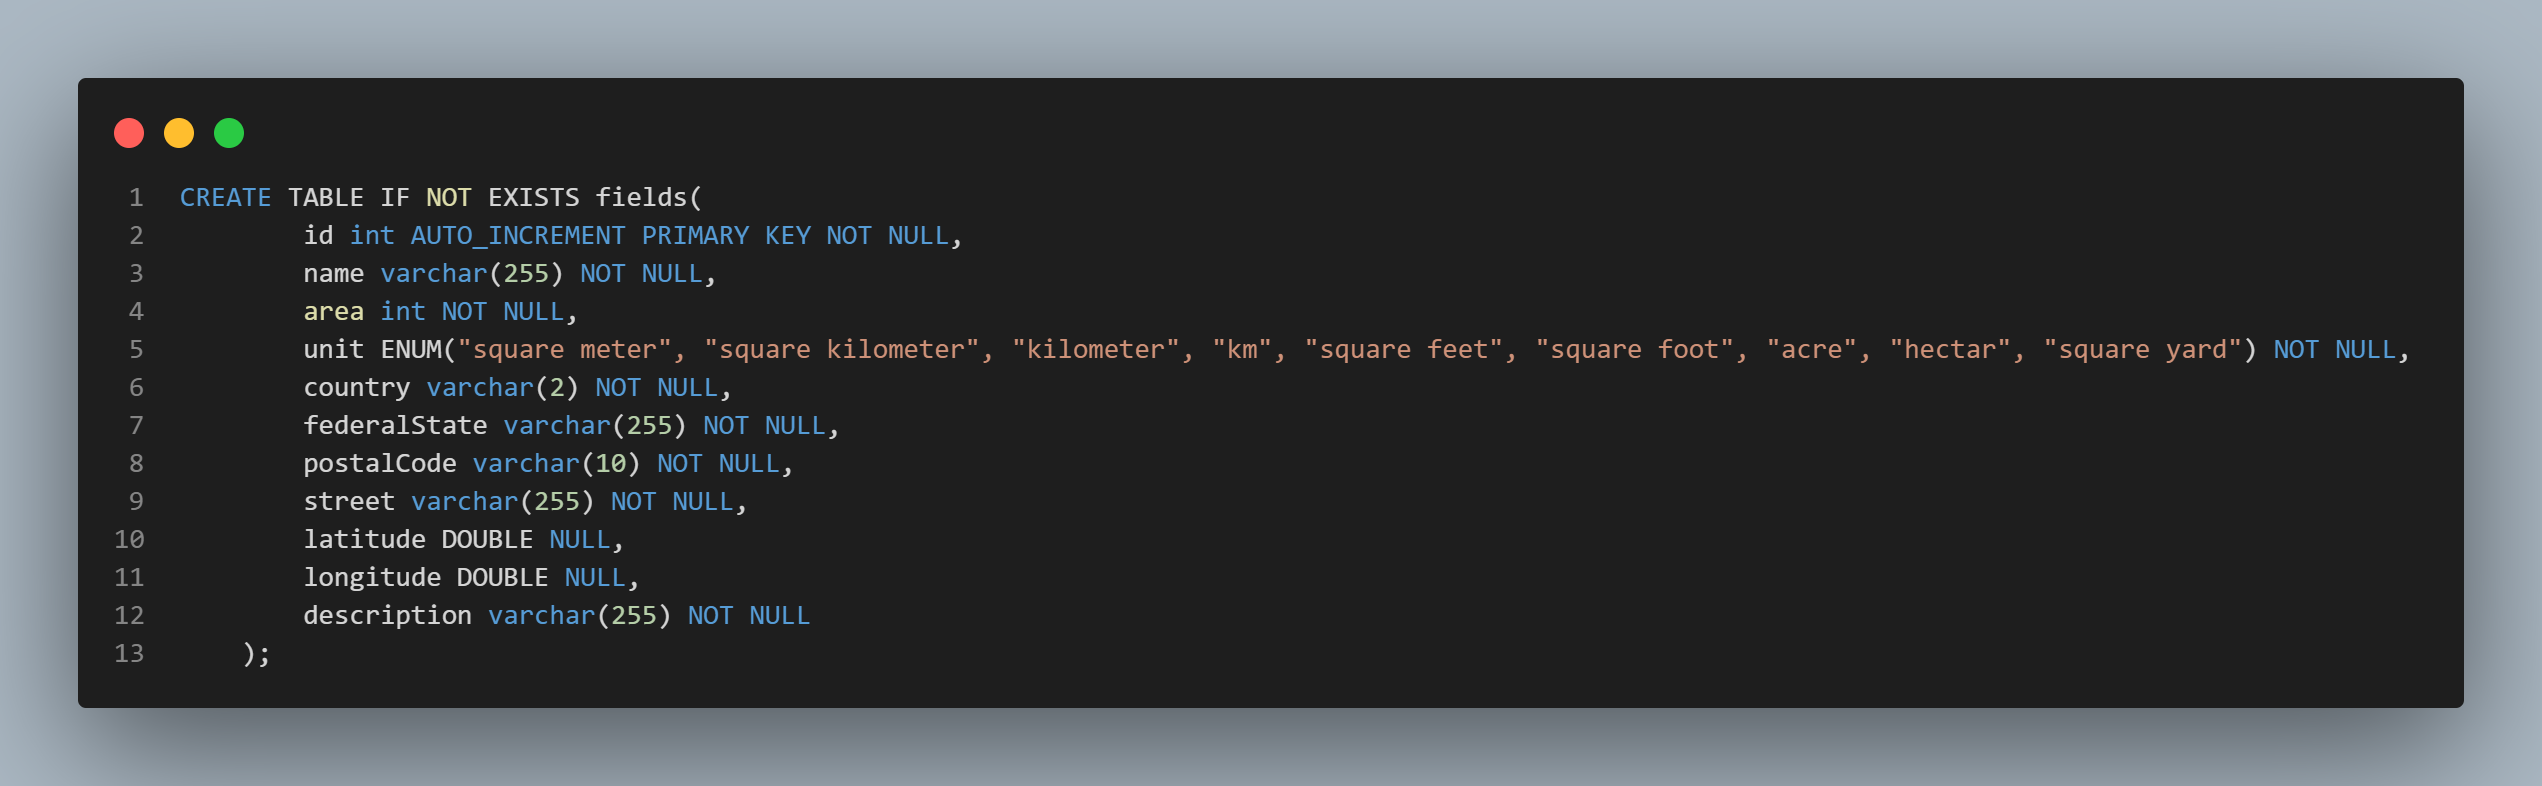 1 CREATE TABLE IF NOT EXISTS fields(
2 id int AUTO_INCREMENT PRIMARY KEY NOT NULL,
3 name varchar(255) NOT NULL,
4 area int NOT NULL,
5 unit ENUM("square meter", "square kilometer", "kilometer", "km", "square feet", "square foot", "acre", "hectar", "square yard") NOT NULL,
6 country varchar(2) NOT NULL,
7 federalState varchar(255) NOT NULL,
8 postalCode varchar(10) NOT NULL,
9 street varchar(255) NOT NULL,
10 latitude DOUBLE NULL,
11 longitude DOUBLE NULL,
12 description varchar(255) NOT NULL
13 );